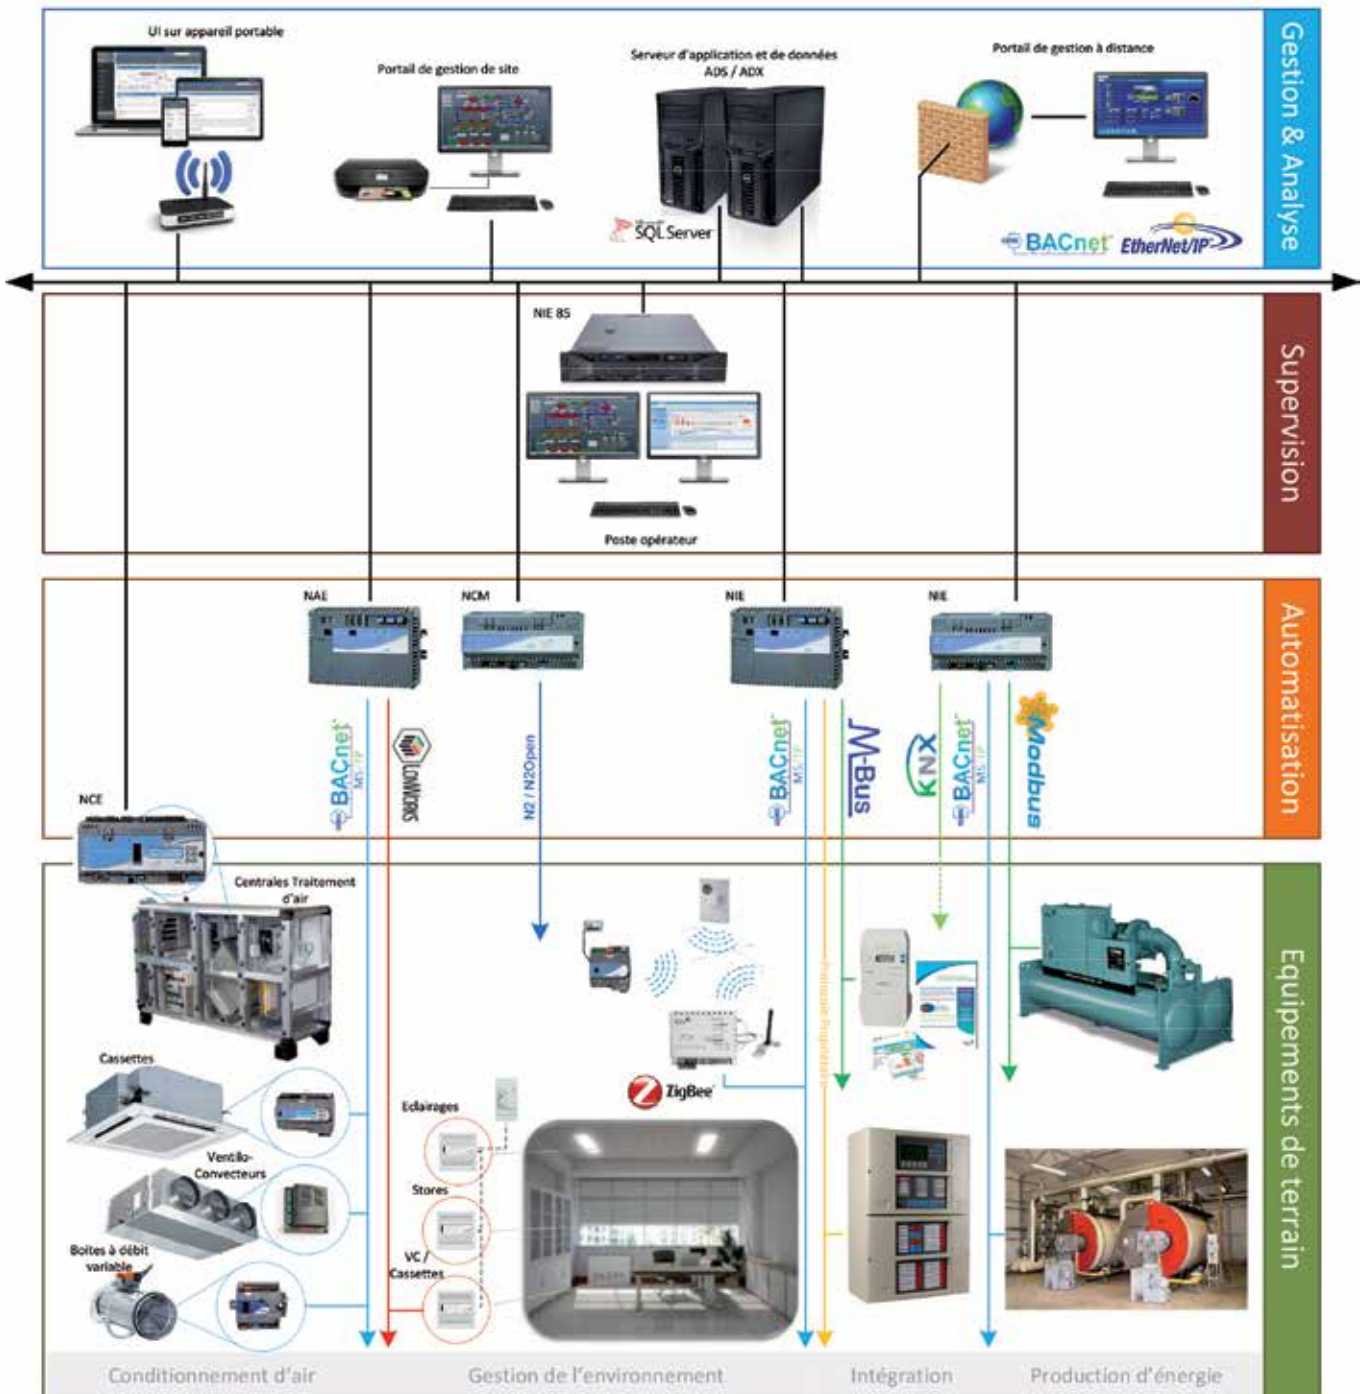 UI sur appareil portable
Portail de gestion de site
Serveur d'application et de données
ADS / ADX
Portail de gestion à distance
Microsoft
SQL Server
BACnet
EtherNet/IP
Gestion & Analyse
NIE 85
Poste opérateur
Supervision
NAE
NCM
NIE
NIE
BACnet
MS/TP
LONWORKS
N2 / N2Open
BACnet
MS/TP
M-Bus
KNX
BACnet
MS/TP
Modbus
NCE
Automatisation
Centrales Traitement
d'air
Cassettes
Ventilo-
Convecteurs
Boites à débit
variable
Eclairages
Stores
VC /
Cassettes
ZigBee
Protocole Propriétaire
Equipements de terrain
Conditionnement d'air
Gestion de l'environnement
Intégration
Production d'énergie